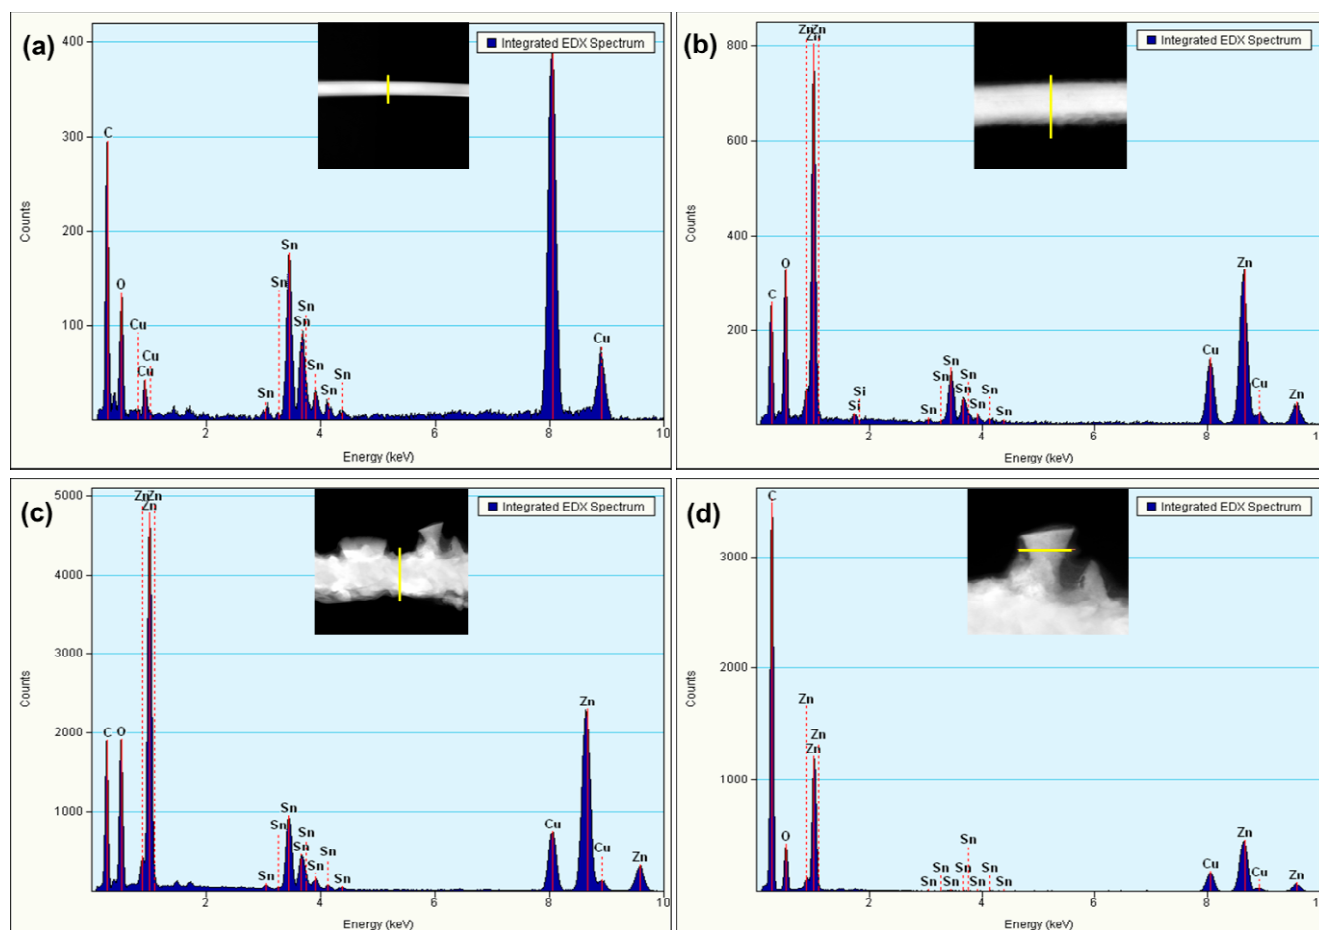 (a)
Integrated EDX Spectrum
400
300
200
100
Counts
C
O
Cu
Cu
Cu
Sn
Sn
Sn
Sn
Sn
Sn
Sn
Sn
Cu
2
4
6
8
10
Energy (keV)
(b)
Integrated EDX Spectrum
800
600
400
200
Counts
Zn Zn
Zn
C
O
Si
Si
Sn
Sn
Sn
Sn
Sn
Sn
Sn
Sn
Cu
Zn
Cu
Zn
2
4
6
8
Energy (keV)
(c)
Integrated EDX Spectrum
5000
4000
3000
2000
1000
Counts
Zn Zn
Zn
C
O
Sn
Sn
Sn
Sn
Sn
Sn
Sn
Sn
Cu
Zn
Cu
Zn
2
4
6
8
10
Energy (keV)
(d)
Integrated EDX Spectrum
3000
2000
1000
Counts
C
O
Zn
Zn
Zn
Sn
Sn
Sn
Sn
Sn
Sn
Sn
Sn
Cu
Zn
Cu
Zn
2
4
6
8
Energy (keV)